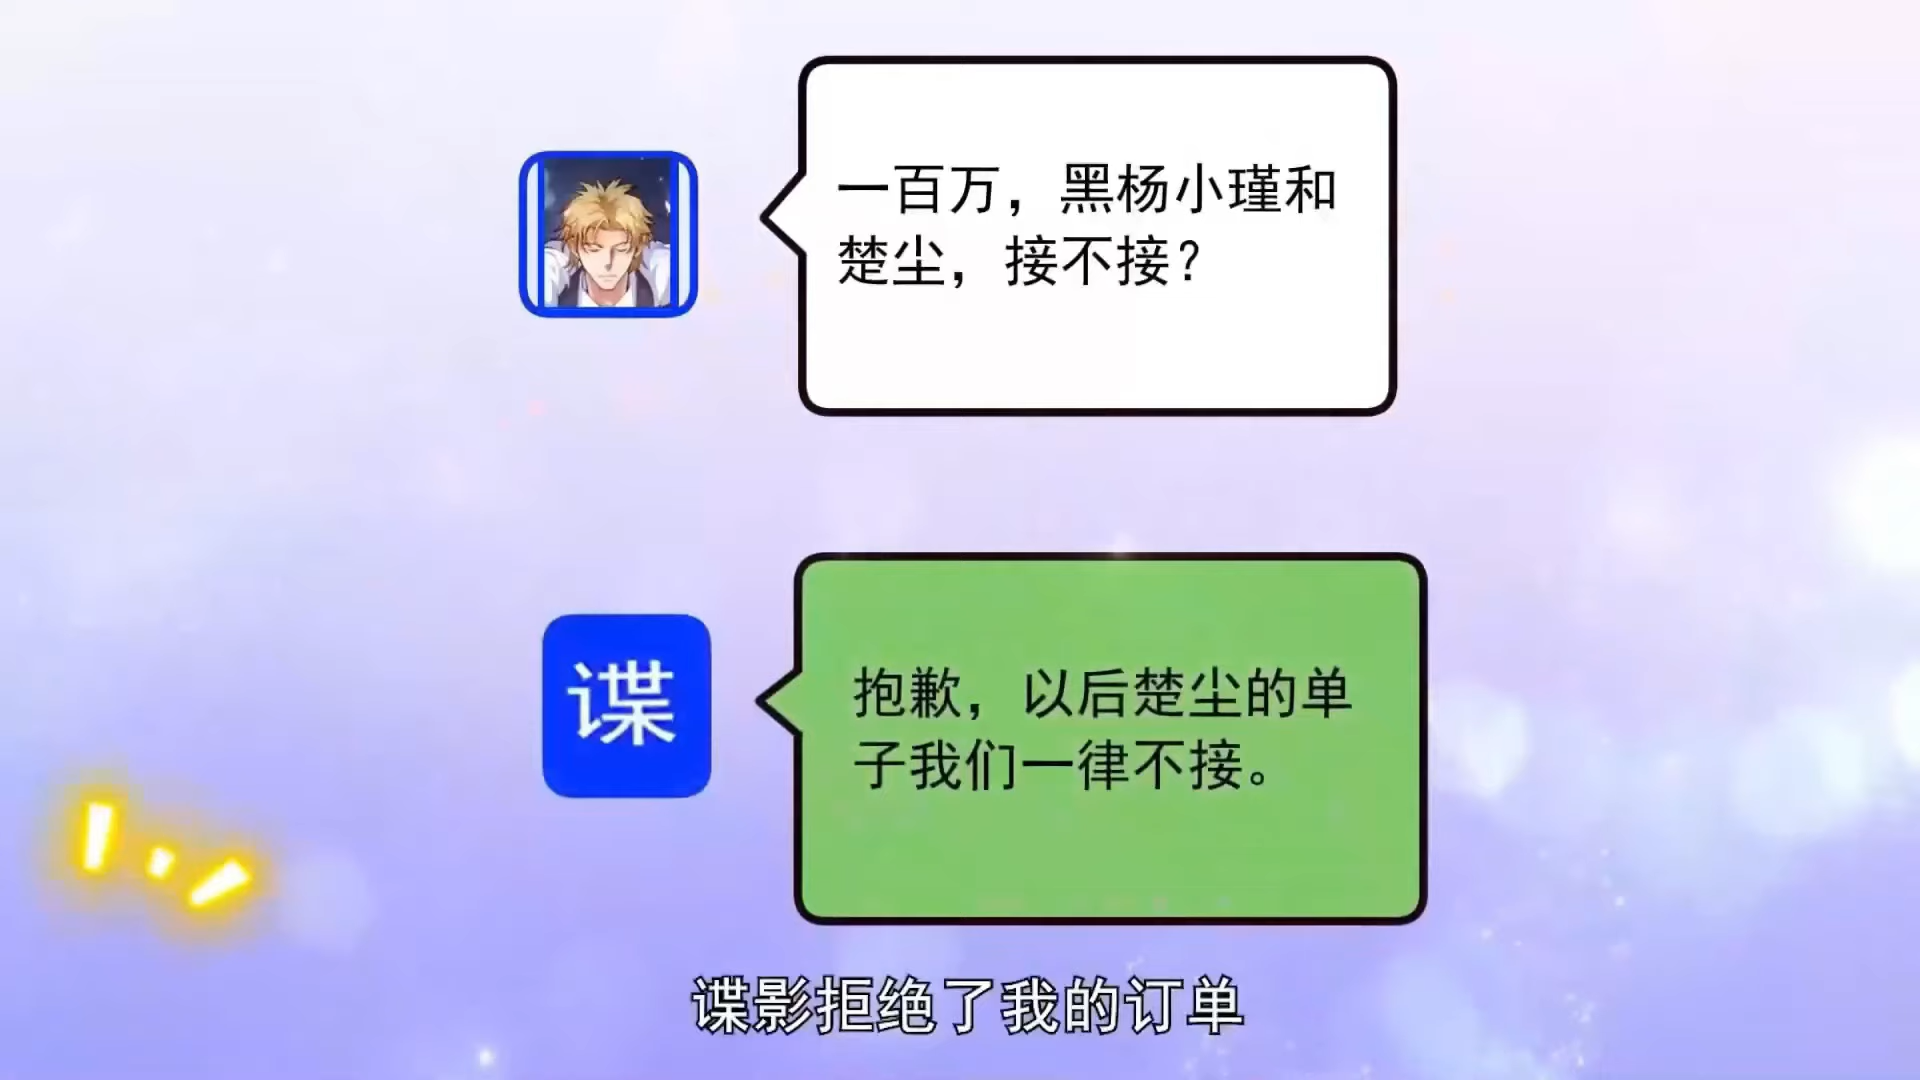 一百万，黑杨小瑾和
楚尘，接不接？
谍
抱歉，以后楚尘的单
子我们一律不接。
谍影拒绝了我的订单